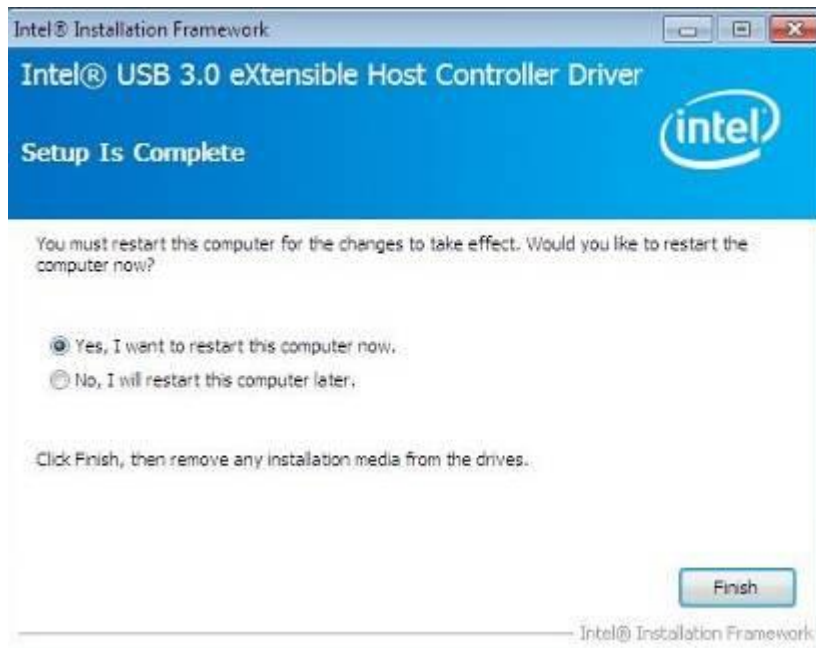 Intel® Installation Framework
Intel® USB 3.0 eXtensible Host Controller Driver
intel
Setup Is Complete
You must restart this computer for the changes to take effect. Would you like to restart the
computer now?
Yes, I want to restart this computer now.
No, I will restart this computer later.
Click Finish, then remove any installation media from the drives.
Finish
Intel® Installation Framework